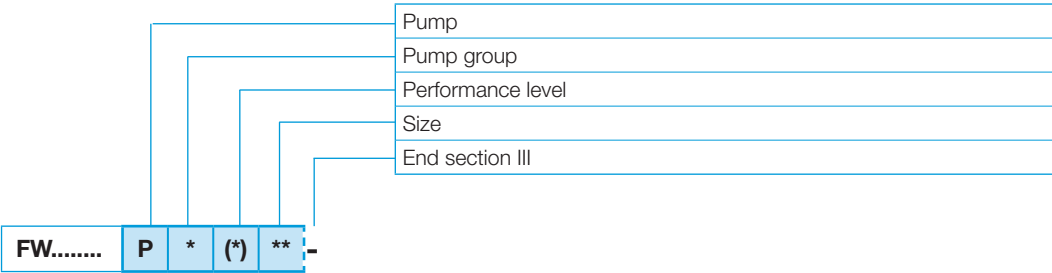 Pump
Pump group
Performance level
Size
End section III
FW........ P * (*) ** -